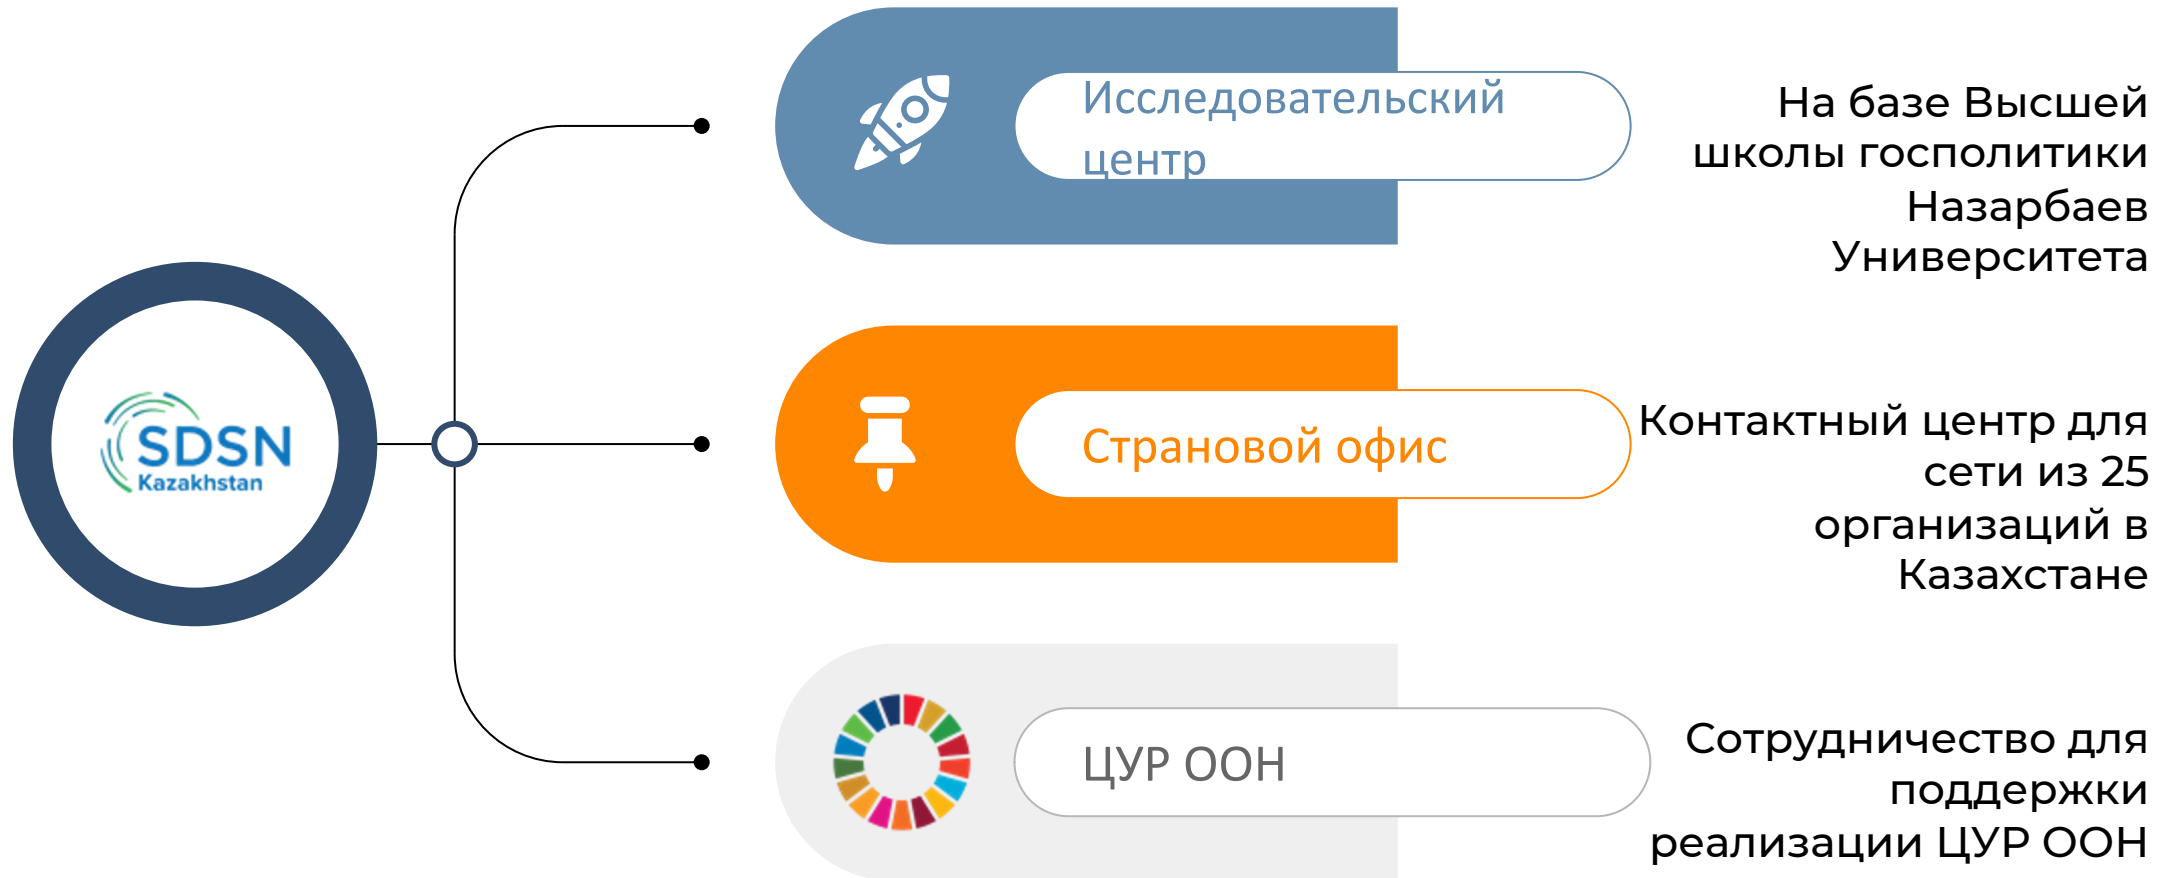 SDSN
Kazakhstan
Исследовательский
центр
На базе Высшей
школы госполитики
Назарбаев
Университета
Страновой офис
Контактный центр для
сети из 25
организаций в
Казахстане
ЦУР ООН
Сотрудничество для
поддержки
реализации ЦУР ООН